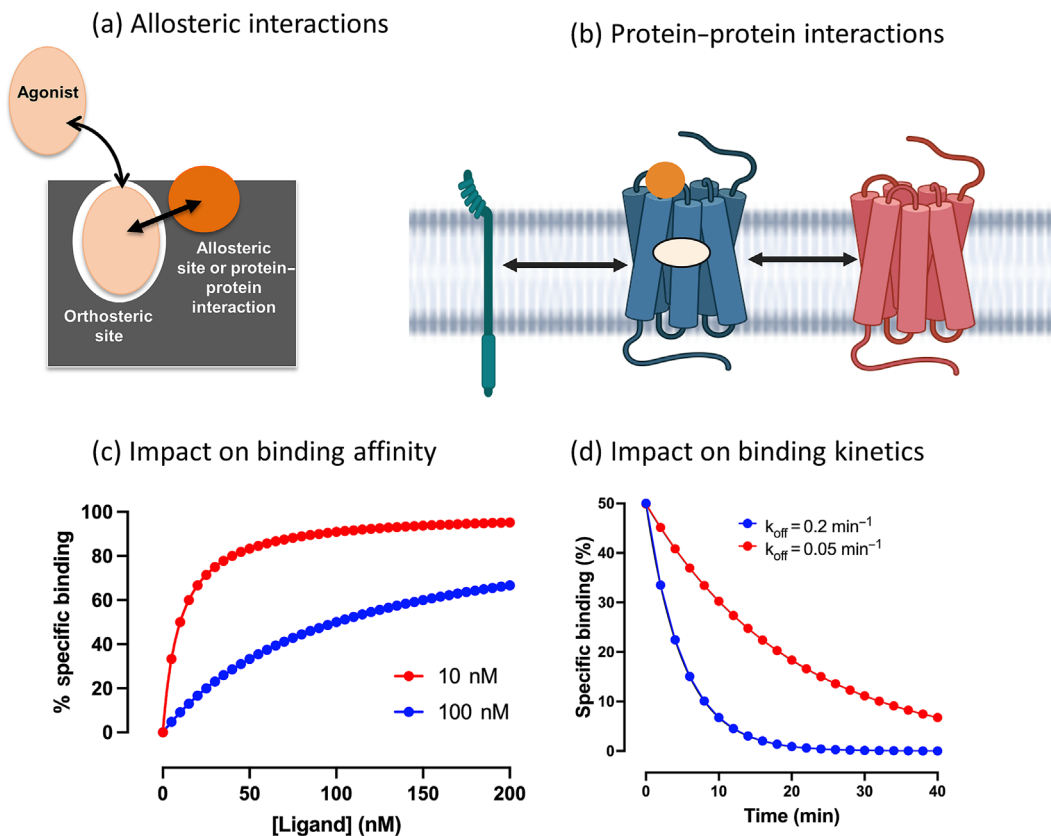 (a) Allosteric interactions
Agonist
Orthosteric
site
Allosteric
site or protein–
protein
interaction
(b) Protein–protein interactions
(c) Impact on binding affinity
% specific binding
100
80
60
40
20
0
10 nM
100 nM
0 50 100 150 200
[Ligand] (nM)
(d) Impact on binding kinetics
Specific binding (%)
50
40
30
20
10
0
koff = 0.2 min−1
koff = 0.05 min−1
0 10 20 30 40
Time (min)